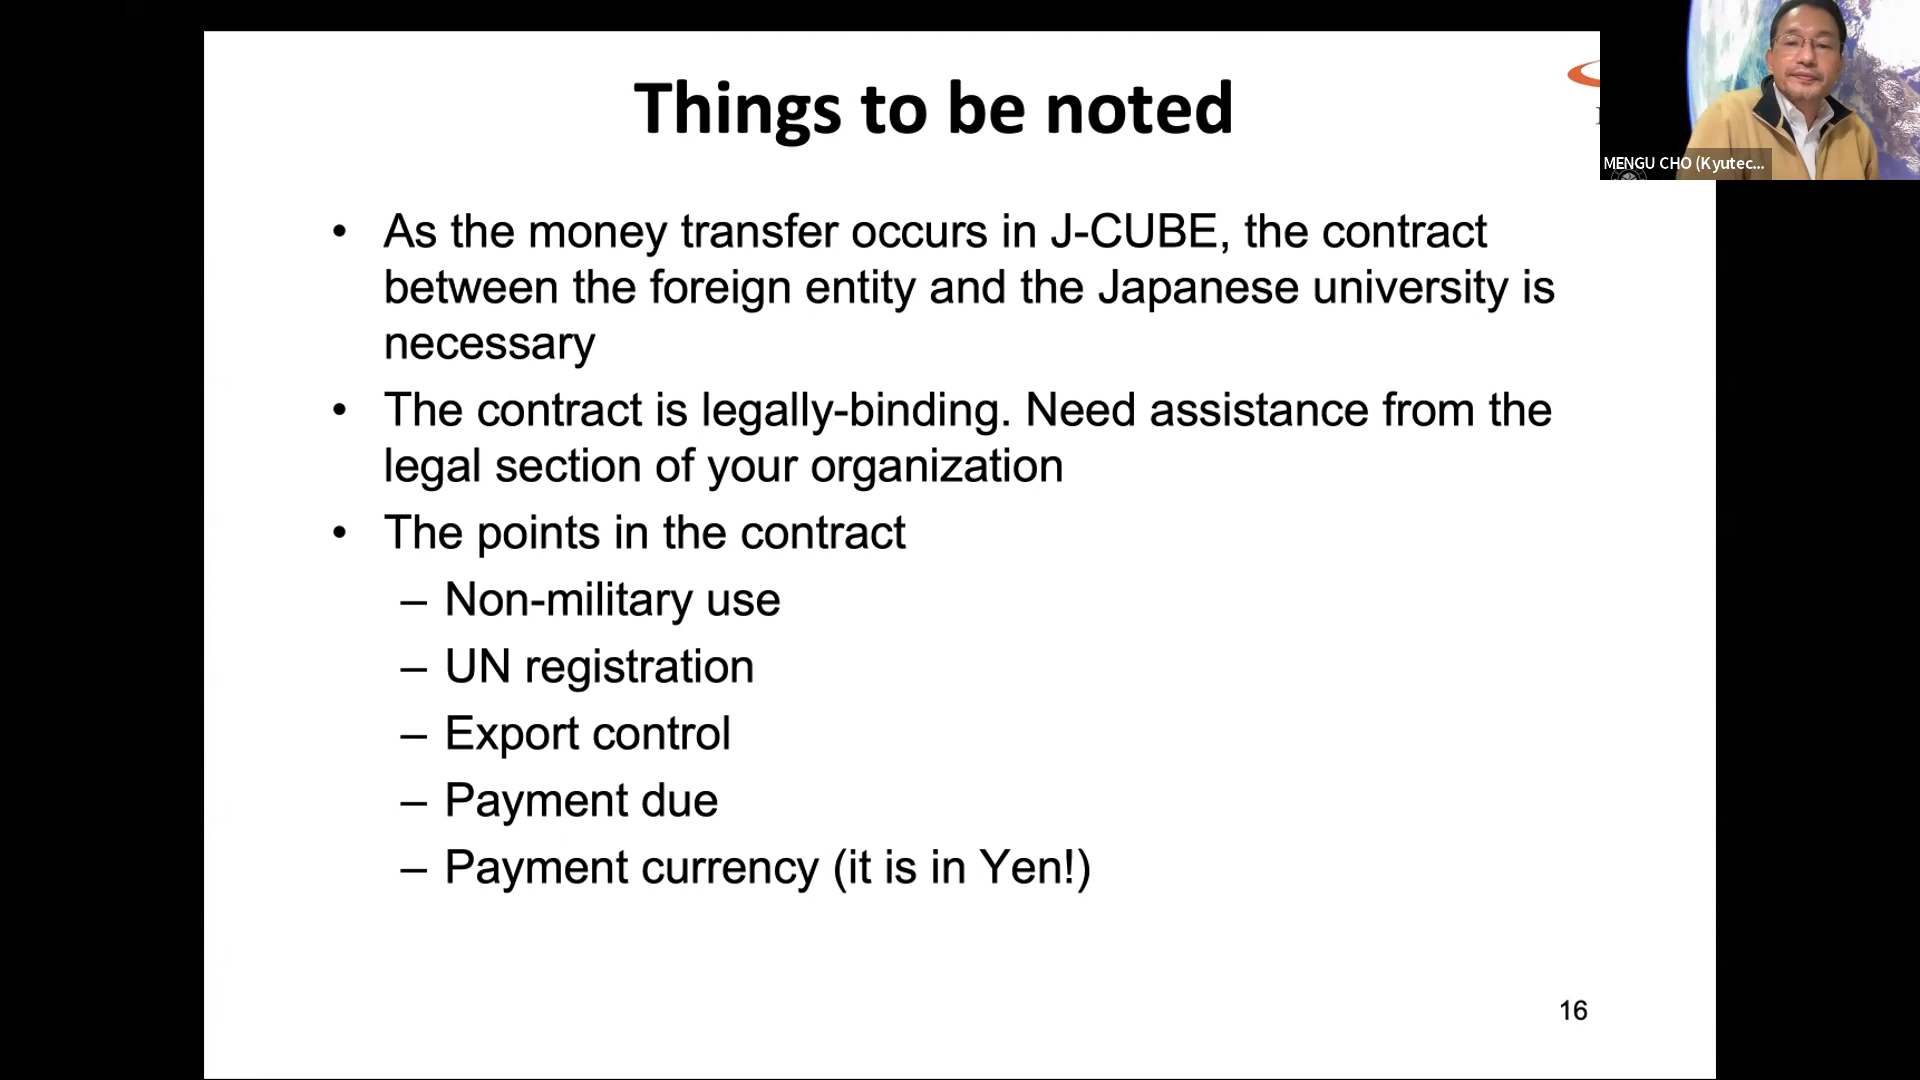 Things to be noted
MENGU CHO (Kyutec...
• As the money transfer occurs in J-CUBE, the contract
between the foreign entity and the Japanese university is
necessary
• The contract is legally-binding. Need assistance from the
legal section of your organization
• The points in the contract
– Non-military use
– UN registration
– Export control
– Payment due
– Payment currency (it is in Yen!)
16